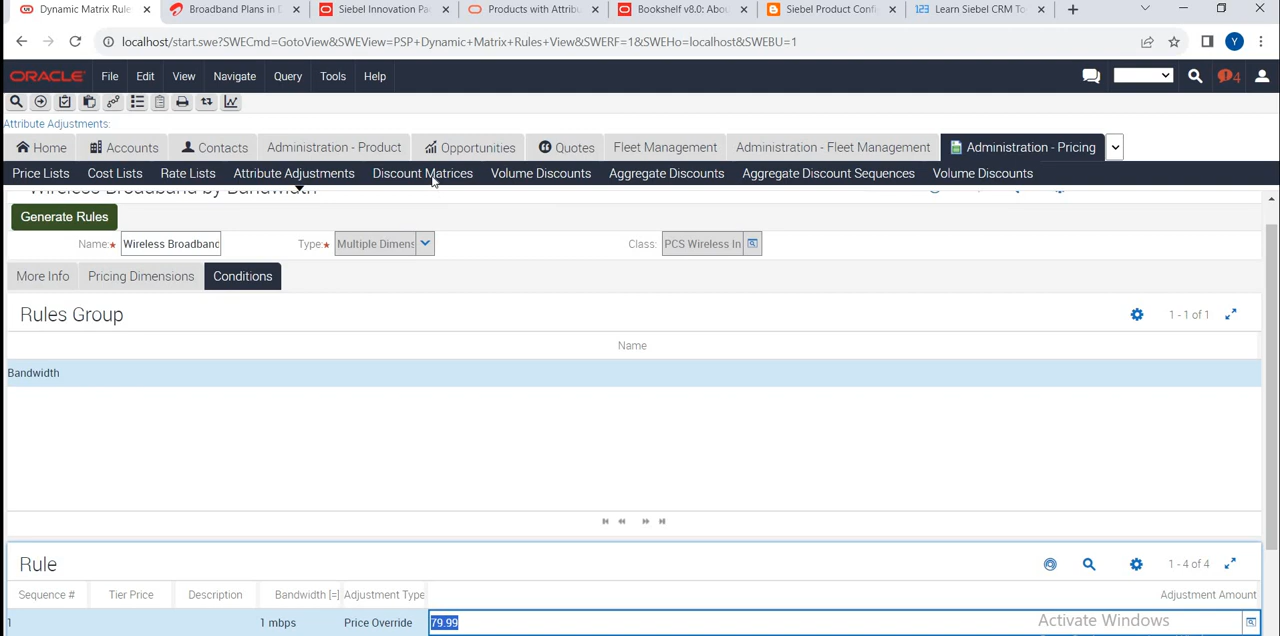 Dynamic Matrix Rule
Broadband Plans in D
Siebel Innovation Pa
Products with Attribu
Bookshelf v8.0: Abou
Siebel Product Confi
Learn Siebel CRM To
localhost/start.swe?SWECmd=GotoView&SWEView=PSP+Dynamic+Matrix+Rules+View&SWERF=1&SWEHo=localhost&SWEBU=1
Y
ORACLE File Edit View Navigate Query Tools Help
4
Attribute Adjustments:
Home Accounts Contacts Administration - Product Opportunities Quotes Fleet Management Administration - Fleet Management Administration - Pricing
Price Lists Cost Lists Rate Lists Attribute Adjustments Discount Matrices Volume Discounts Aggregate Discounts Aggregate Discount Sequences Volume Discounts
Wireless Broadband by Bandwidth
Generate Rules
Name: Wireless Broadbanc Type: Multiple Dimens Class: PCS Wireless In
More Info Pricing Dimensions Conditions
Rules Group 1 - 1 of 1
Name
Bandwidth
Rule 1 - 4 of 4
Sequence # Tier Price Description Bandwidth [=] Adjustment Type Adjustment Amount
1 1 mbps Price Override 79.99
Activate Windows